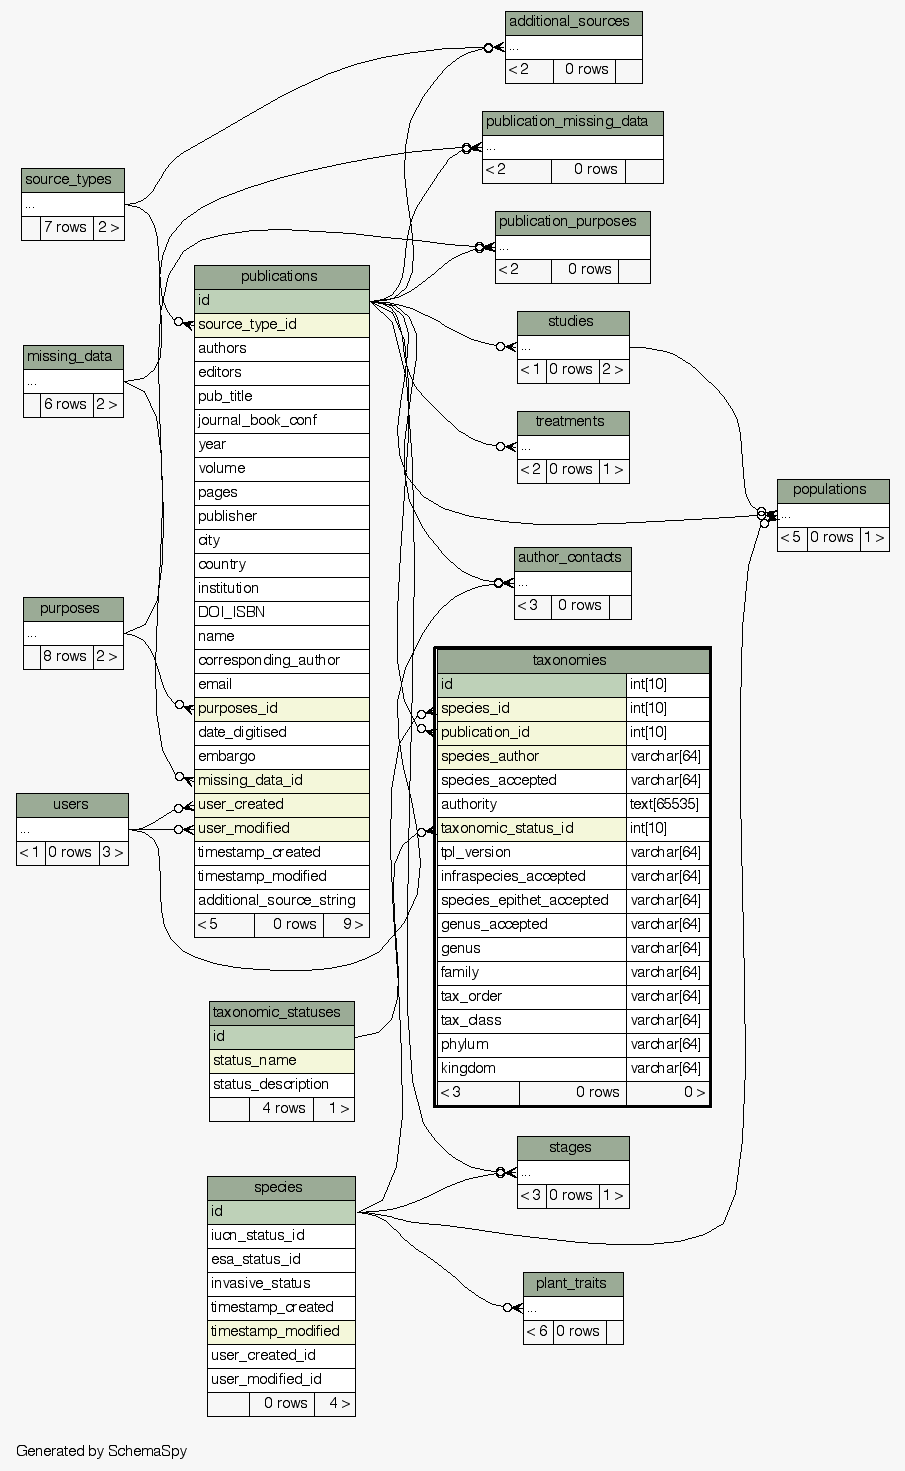 additional_sources
...
< 2 0 rows
publication_missing_data
...
< 2 0 rows
source_types
...
7 rows 2 >
publication_purposes
...
< 2 0 rows
publications
id
source_type_id
authors
editors
pub_title
journal_book_conf
year
volume
pages
publisher
city
country
institution
DOI_ISBN
name
corresponding_author
email
purposes_id
date_digitised
embargo
missing_data_id
user_created
user_modified
timestamp_created
timestamp_modified
additional_source_string
< 5 0 rows 9 >
studies
...
< 1 0 rows 2 >
missing_data
...
6 rows 2 >
treatments
...
< 2 0 rows 1 >
populations
...
< 5 0 rows 1 >
author_contacts
...
< 3 0 rows
purposes
...
8 rows 2 >
taxonomies
id int[10]
species_id int[10]
publication_id int[10]
species_author varchar[64]
species_accepted varchar[64]
authority text[65535]
taxonomic_status_id int[10]
tpl_version varchar[64]
infraspecies_accepted varchar[64]
species_epithet_accepted varchar[64]
genus_accepted varchar[64]
genus varchar[64]
family varchar[64]
tax_order varchar[64]
tax_class varchar[64]
phylum varchar[64]
kingdom varchar[64]
< 3 0 rows 0 >
users
...
< 1 0 rows 3 >
taxonomic_statuses
id
status_name
status_description
4 rows 1 >
stages
...
< 3 0 rows 1 >
species
id
iucn_status_id
esa_status_id
invasive_status
timestamp_created
timestamp_modified
user_created_id
user_modified_id
0 rows 4 >
plant_traits
...
< 6 0 rows
Generated by SchemaSpy